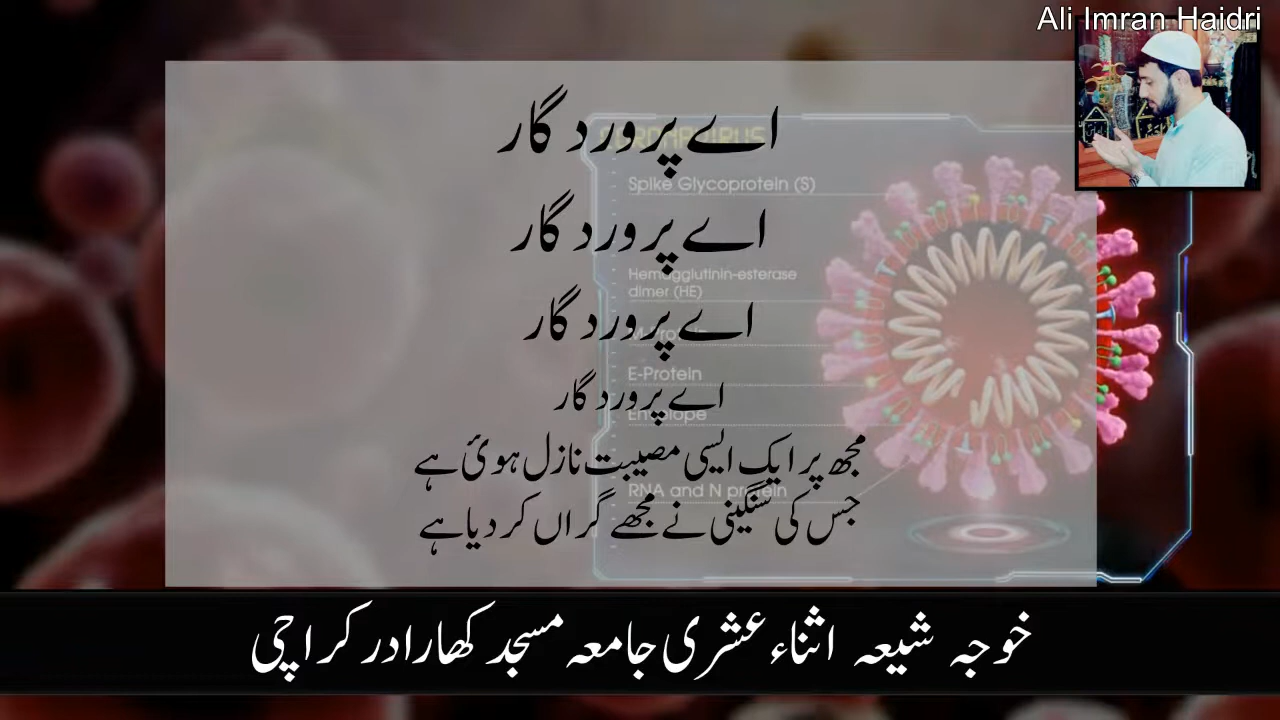 Ali Imran Haidri
اے پروردگار
اے پروردگار
اے پروردگار
اے پروردگار
مجھ پر ایک ایسی مصیبت نازل ہوئ ہے
جس کی سنگینی نے مجھے گراں کر دیا ہے
Spike Glycoprotein (S)
Hemagglutinin-esterase
dimer (HE)
E-Protein
Envelope
RNA and N protein
خوجہ شیعہ اثناء عشری جامعہ مسجد کھارادر کراچی